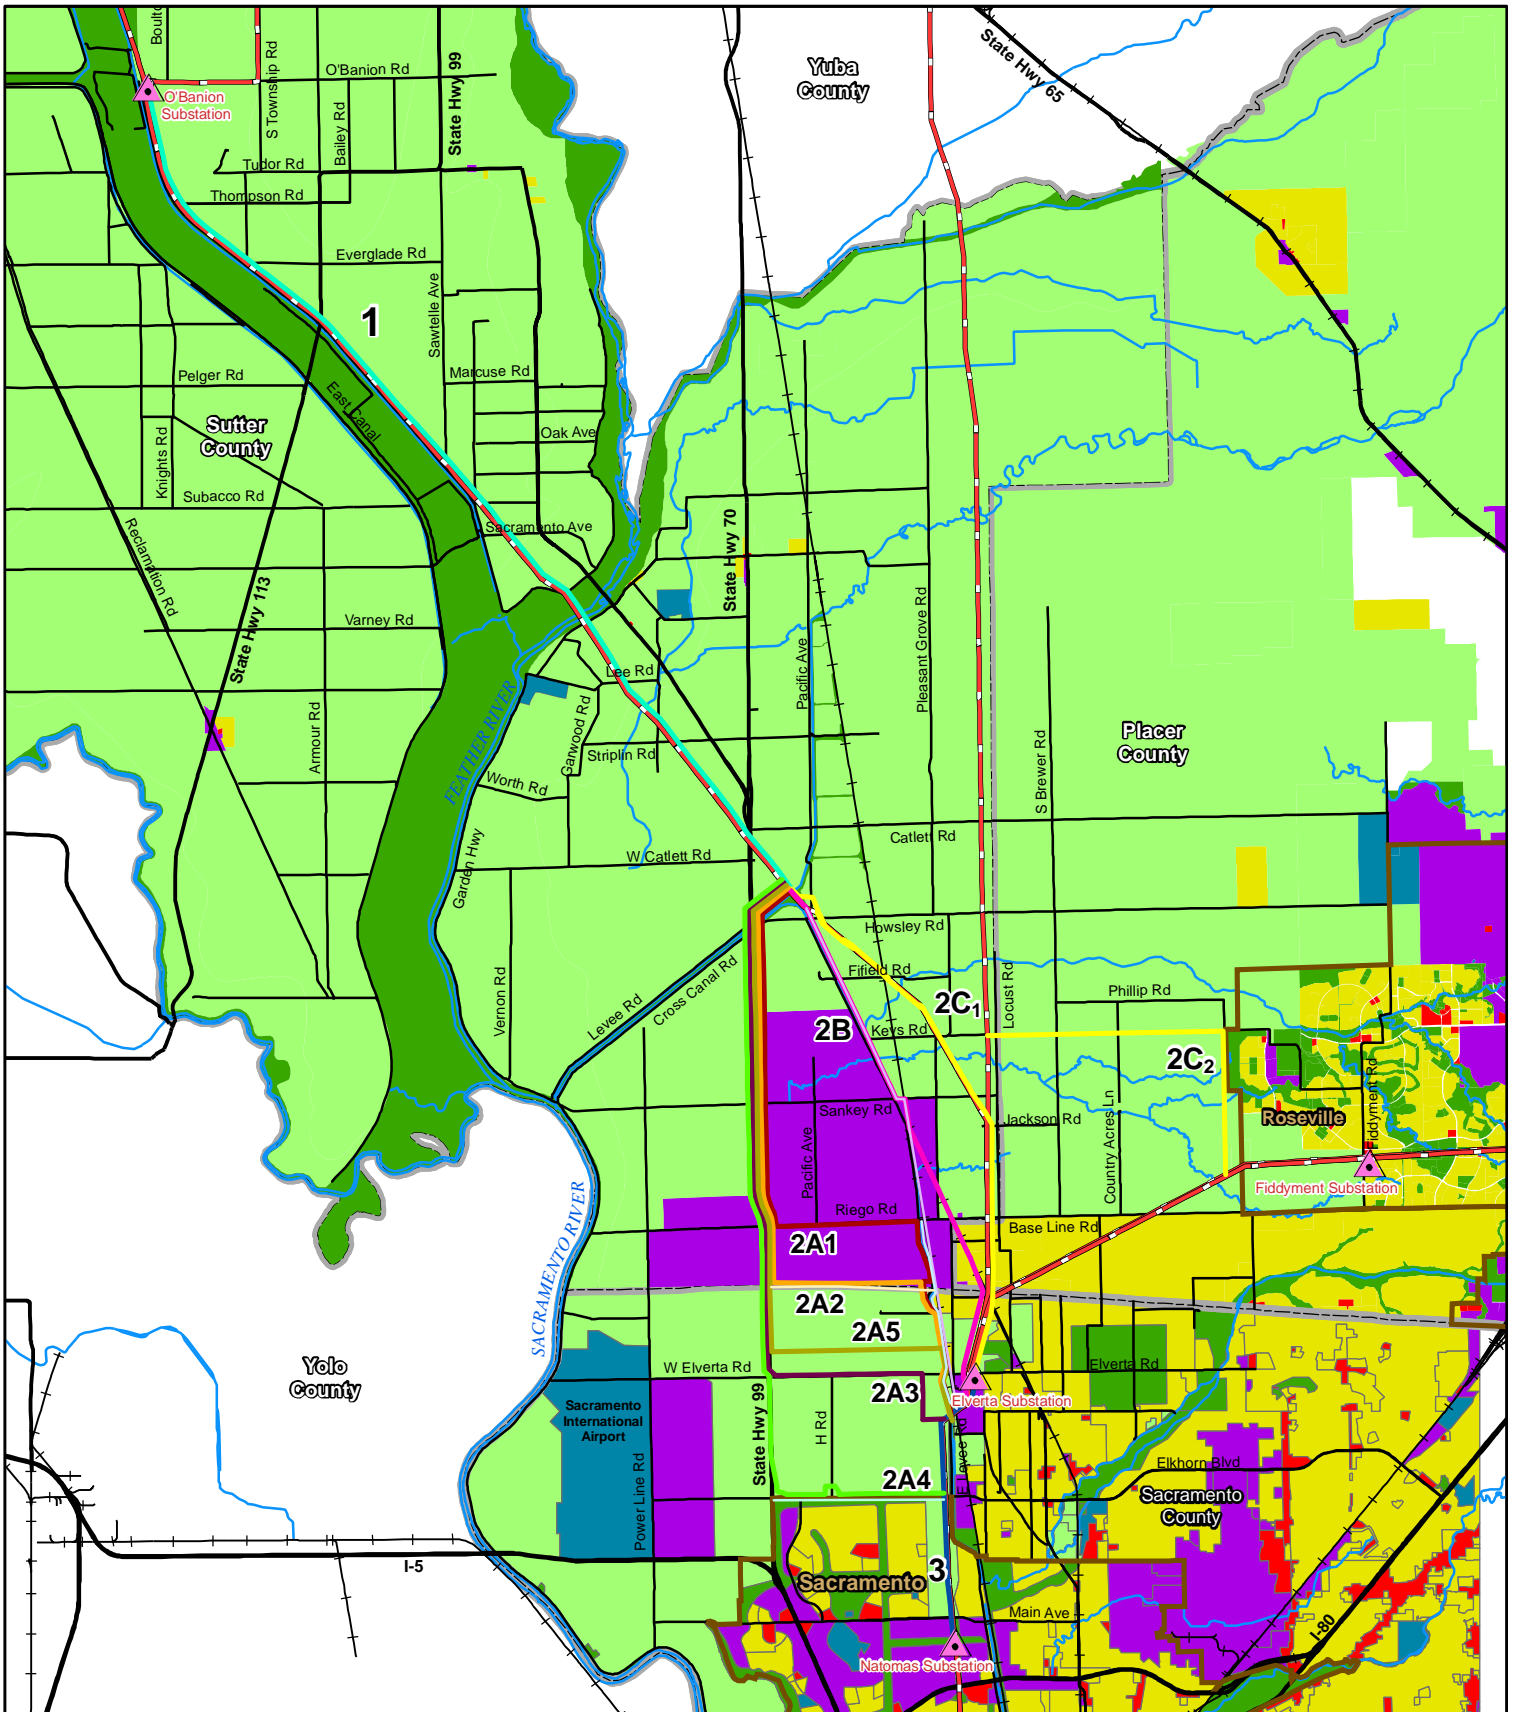 Boulto
S Township Rd
O'Banion Rd
State Hwy 99
O'Banion
Substation
Bailey Rd
Tudor Rd
Thompson Rd
Yuba
County
State Hwy 65
Everglade Rd
1
Sawtelle Ave
Pelger Rd
Marcuse Rd
East Canal
Sutter
County
Oak Ave
Knights Rd
Subacco Rd
Reclamation Rd
Sacramento Ave
State Hwy 70
State Hwy 113
Varney Rd
Pleasant Grove Rd
Pacific Ave
Lee Rd
FEATHER RIVER
Armour Rd
Garwood Rd
Striplin Rd
Placer
County
S Brewer Rd
Worth Rd
Catlett Rd
Garden Hwy
W Catlett Rd
Howsley Rd
Cross Canal Rd
Levee Rd
Vernon Rd
Fifield Rd
Locust Rd
Phillip Rd
2C1
2B
Keys Rd
2C2
Sankey Rd
Jackson Rd
Country Acres Ln
Roseville
Fiddyment Rd
Pacific Ave
Fiddyment Substation
Riego Rd
Base Line Rd
2A1
SACRAMENTO RIVER
2A2
2A5
Yolo
County
W Elverta Rd
Elverta Rd
2A3
Elverta Substation
Sacramento
International
Airport
State Hwy 99
H Rd
E Levee Rd
Power Line Rd
2A4
Elkhorn Blvd
Sacramento
County
I-5
3
Sacramento
Main Ave
I-80
Natomas Substation